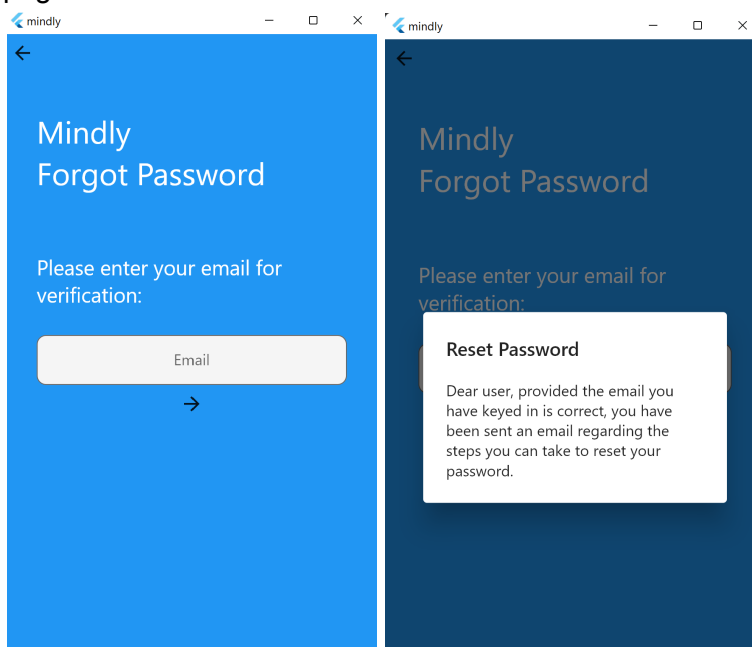 mindly
Mindly
Forgot Password
Please enter your email for
verification:
Email
mindly
Mindly
Forgot Password
Please enter your email for
verification:
Reset Password
Dear user, provided the email you
have keyed in is correct, you have
been sent an email regarding the
steps you can take to reset your
password.